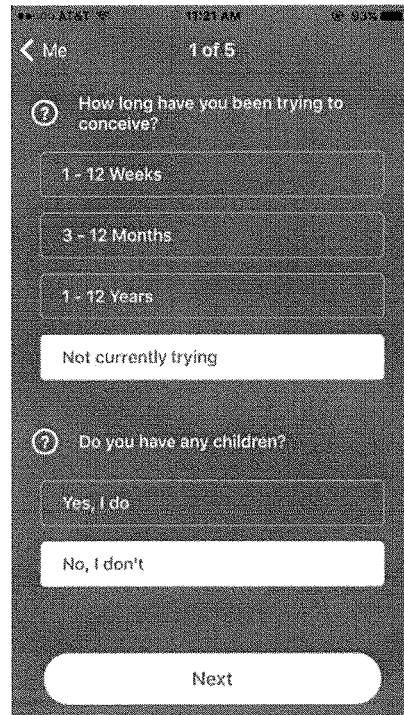 AT&T 11:21 AM 93%
Me 1 of 5
? How long have you been trying to
conceive?
1 - 12 Weeks
3 - 12 Months
1 - 12 Years
Not currently trying
? Do you have any children?
Yes, I do
No, I don't
Next